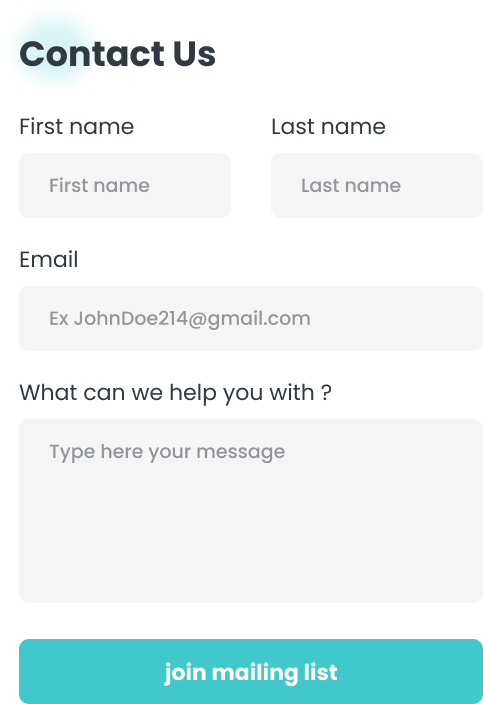 Contact Us
First name Last name
First name Last name
Email
Ex JohnDoe214@gmail.com
What can we help you with ?
Type here your message
join mailing list